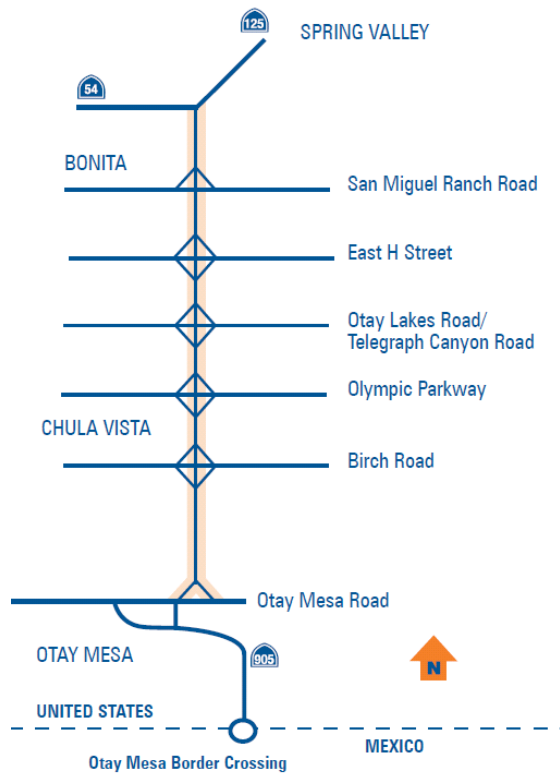 125
SPRING VALLEY
54
BONITA
San Miguel Ranch Road
East H Street
Otay Lakes Road/
Telegraph Canyon Road
Olympic Parkway
CHULA VISTA
Birch Road
Otay Mesa Road
OTAY MESA
905
N
UNITED STATES
MEXICO
Otay Mesa Border Crossing